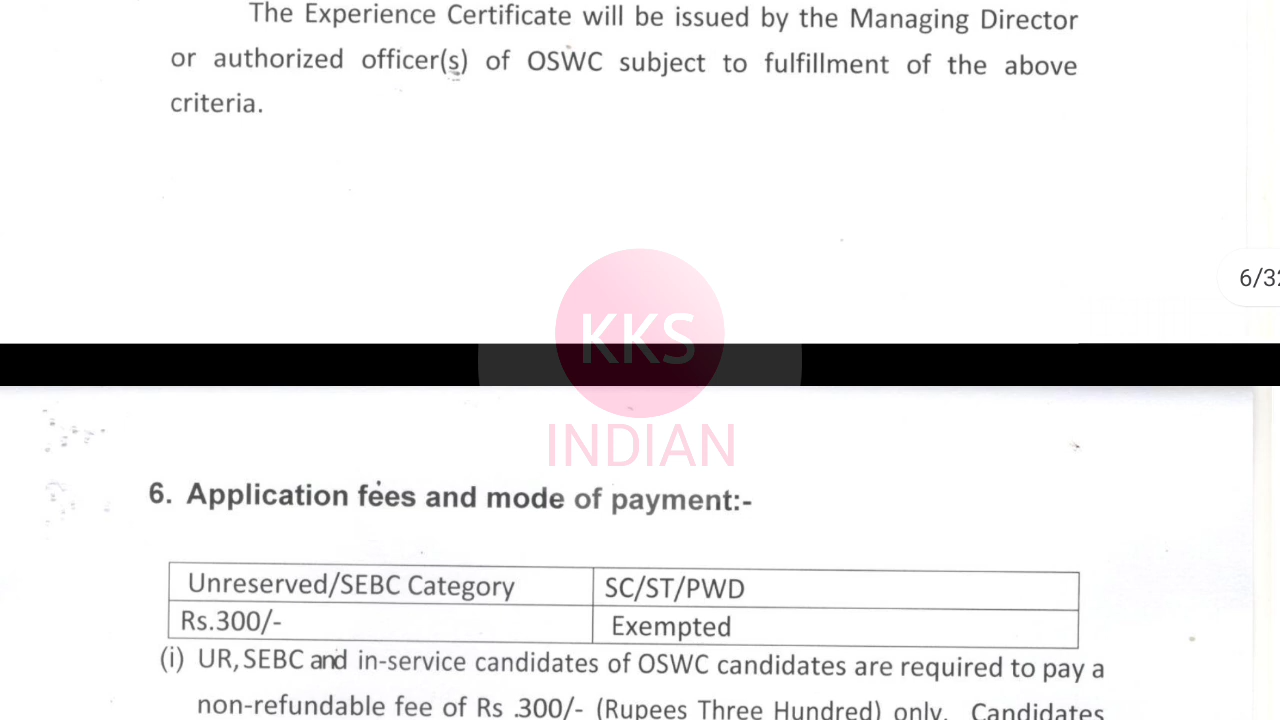 The Experience Certificate will be issued by the Managing Director
or authorized officer(s) of OSWC subject to fulfillment of the above
criteria.
6/32
KKS
INDIAN
6. Application fees and mode of payment:-
Unreserved/SEBC Category SC/ST/PWD
Rs.300/- Exempted
(i) UR,SEBC and in-service candidates of OSWC candidates are required to pay a
non-refundable fee of Rs .300/- (Rupees Three Hundred) only. Candidates